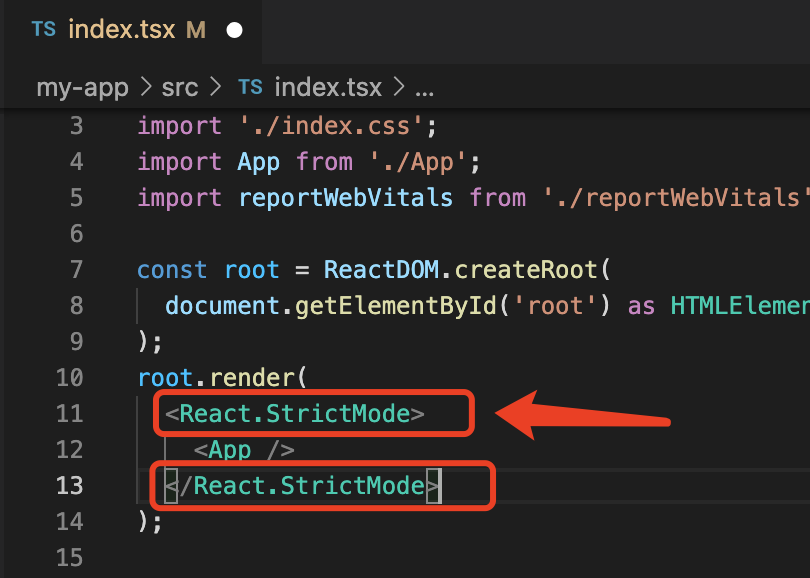 TS index.tsx M
my-app > src > TS index.tsx > ...
3 import './index.css';
4 import App from './App';
5 import reportWebVitals from './reportWebVitals'
6
7 const root = ReactDOM.createRoot(
8 document.getElementById('root') as HTMLElemen
9 );
10 root.render(
11 <React.StrictMode>
12 <App />
13 </React.StrictMode>
14 );
15